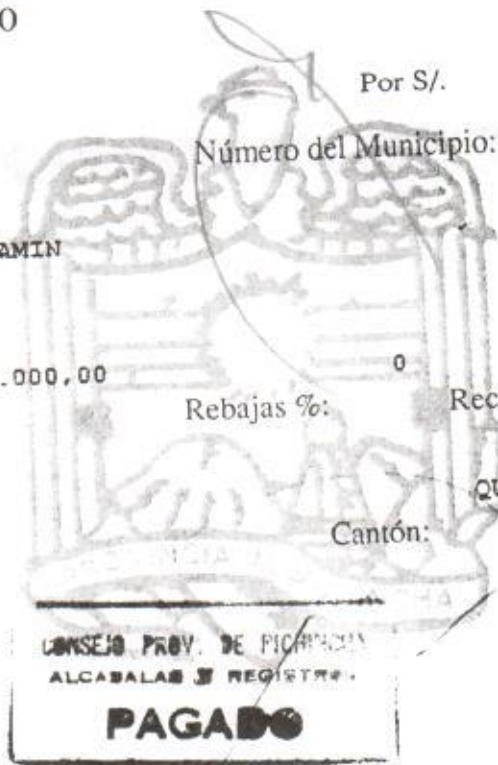 O
Por S/.
Número del Municipio:
AMIN
.000,00
0
Rebajas %:
Rec
QU
Cantón:
CONSEJO PROV. DE PICHINCHA
ALCABALAS Y REGISTRO
PAGADO